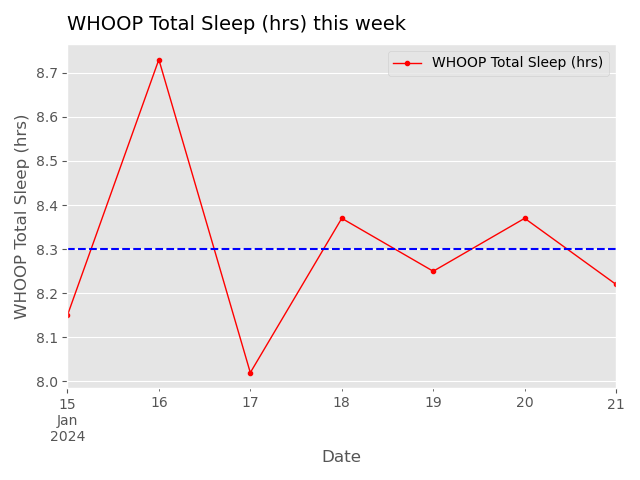 WHOOP Total Sleep (hrs) this week
WHOOP Total Sleep (hrs)
WHOOP Total Sleep (hrs)
8.7
8.6
8.5
8.4
8.3
8.2
8.1
8.0
15 16 17 18 19 20 21
Jan
2024
Date